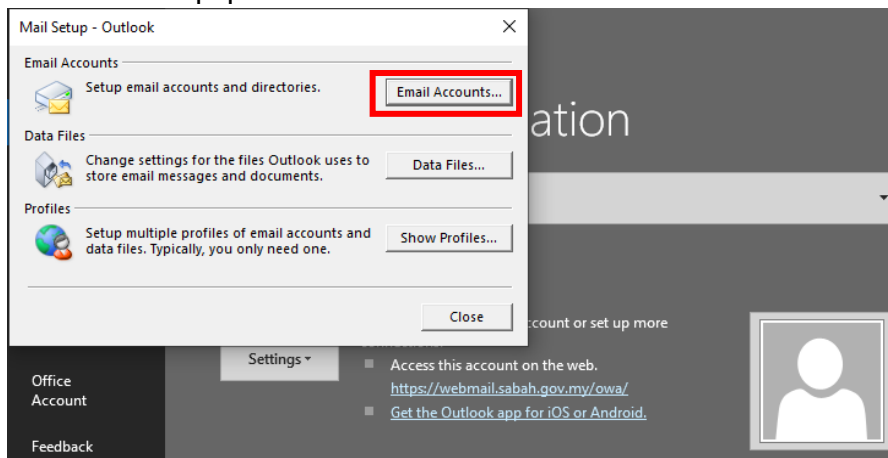 Mail Setup - Outlook
Email Accounts
Setup email accounts and directories.
Email Accounts...
Data Files
Change settings for the files Outlook uses to
store email messages and documents.
Data Files...
Profiles
Setup multiple profiles of email accounts and
data files. Typically, you only need one.
Show Profiles...
Close
ation
count or set up more
Settings
Access this account on the web.
https://webmail.sabah.gov.my/owa/
Get the Outlook app for iOS or Android.
Office
Account
Feedback